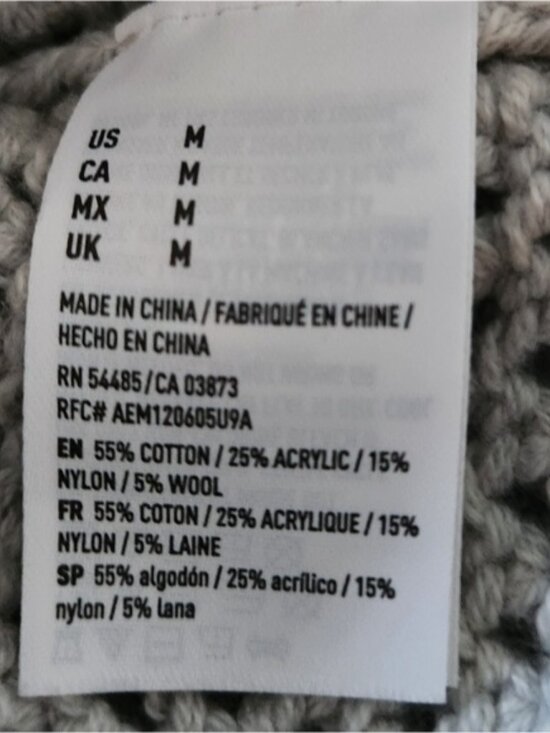 US M
CA M
MX M
UK M
MADE IN CHINA / FABRIQUÉ EN CHINE /
HECHO EN CHINA
RN 54485/CA 03873
RFC# AEM120605U9A
EN 55% COTTON / 25% ACRYLIC / 15%
NYLON / 5% WOOL
FR 55% COTON / 25% ACRYLIQUE / 15%
NYLON / 5% LAINE
SP 55% algodón / 25% acrílico / 15%
nylon / 5% lana